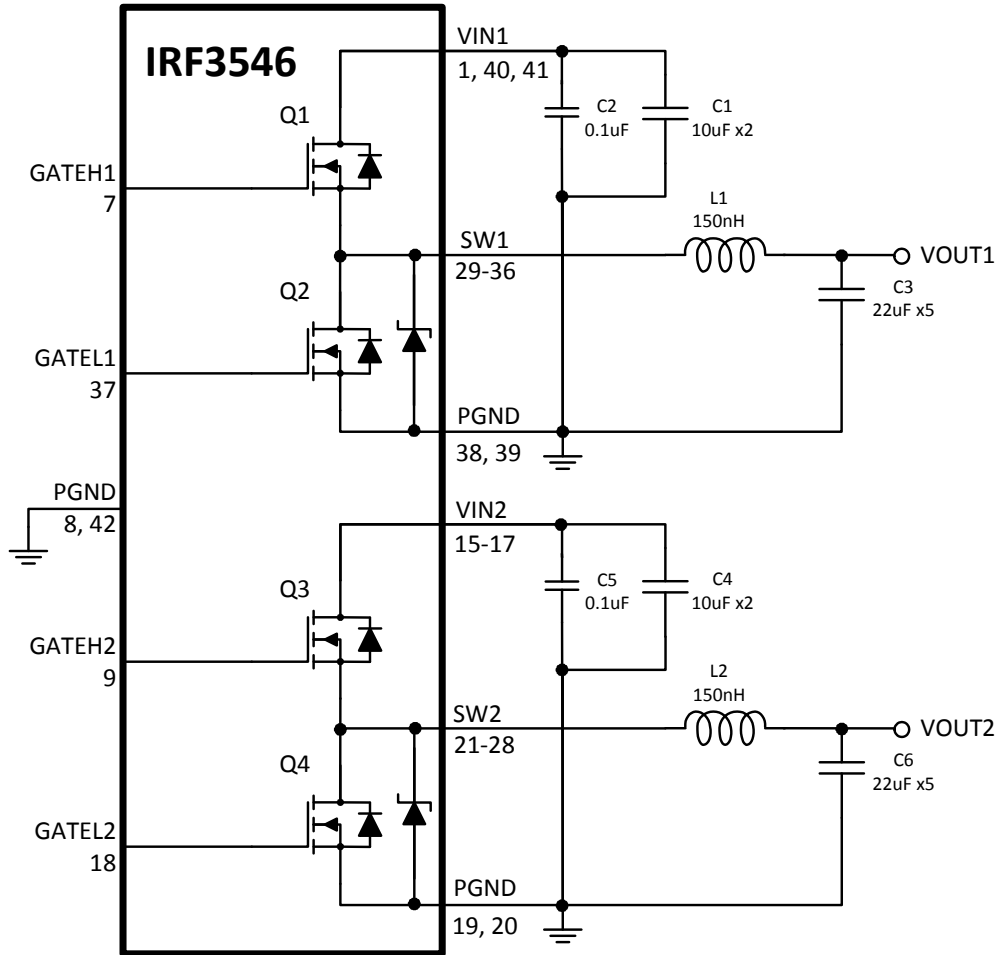 IRF3546
VIN1
1, 40, 41
Q1
C2
0.1uF
C1
10uF x2
GATEH1
7
L1
150nH
SW1
29-36
VOUT1
C3
22uF x5
Q2
GATEL1
37
PGND
38, 39
PGND
8, 42
VIN2
15-17
Q3
C5
0.1uF
C4
10uF x2
GATEH2
9
L2
150nH
SW2
21-28
VOUT2
C6
22uF x5
Q4
GATEL2
18
PGND
19, 20